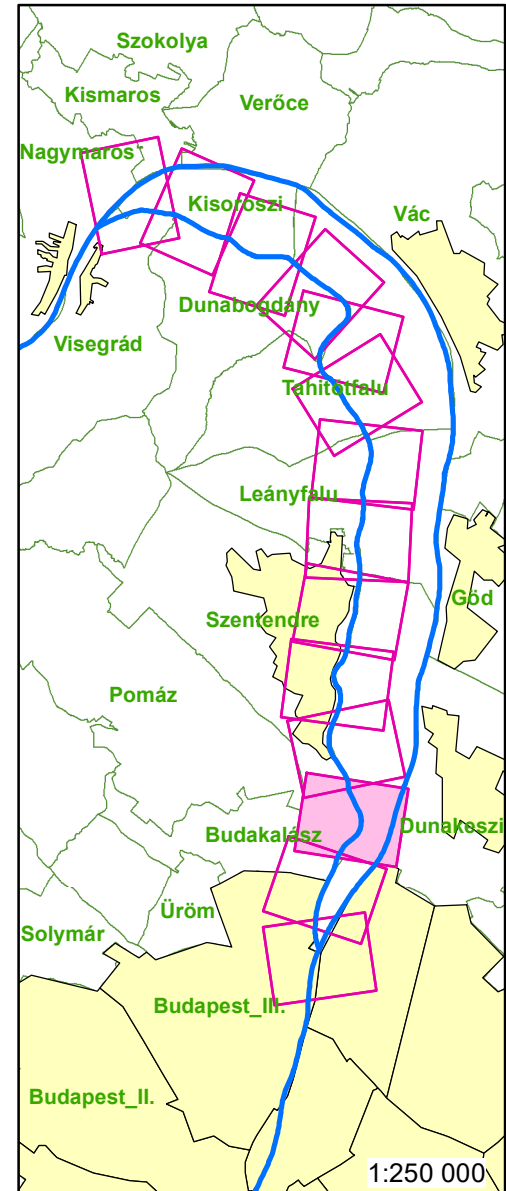 Szokolya
Kismaros
Verőce
Nagymaros
Kisoroszi
Vác
Dunabogdány
Visegrád
Tahitótfalu
Leányfalu
Göd
Szentendre
Pomáz
Budakalász
Dunakeszi
Üröm
Solymár
Budapest_III.
Budapest_II.
1:250 000